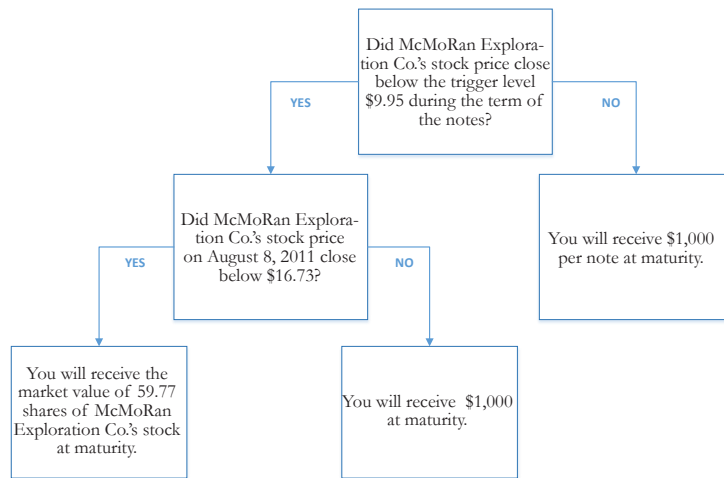 Did McMoRan Explora-
tion Co.'s stock price close
below the trigger level
$9.95 during the term of
the notes?
YES
NO
Did McMoRan Explora-
tion Co.'s stock price
on August 8, 2011 close
below $16.73?
You will receive $1,000
per note at maturity.
YES
NO
You will receive the
market value of 59.77
shares of McMoRan
Exploration Co.'s stock
at maturity.
You will receive $1,000
at maturity.